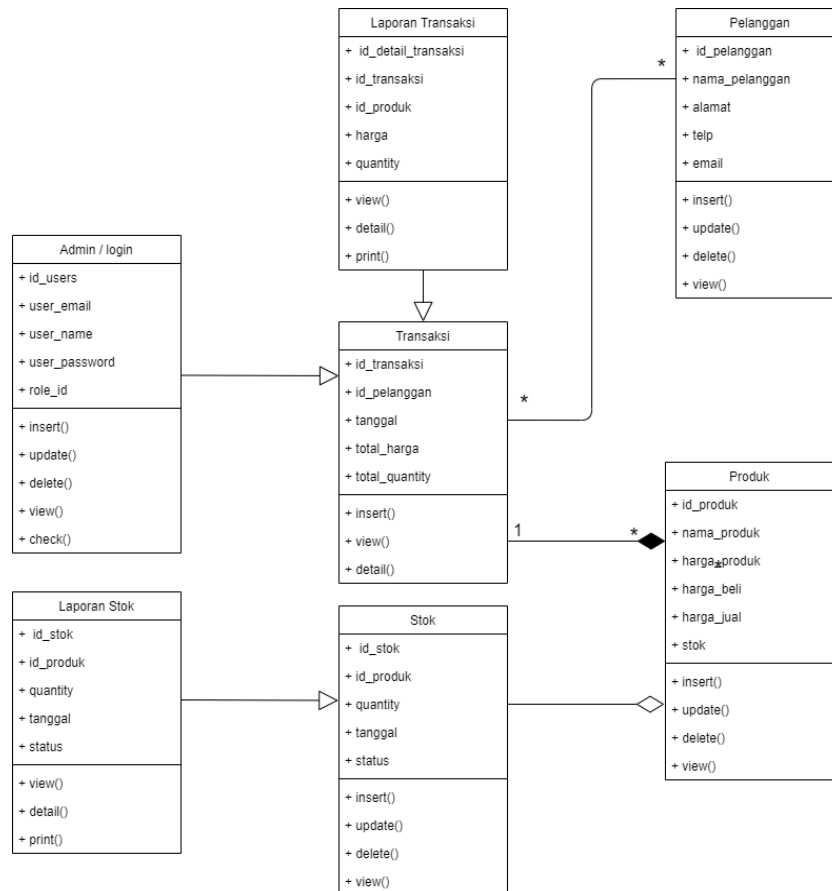 Laporan Transaksi
+ id_detail_transaksi
+ id_transaksi
+ id_produk
+ harga
+ quantity
+ view()
+ detail()
+ print()
Pelanggan
+ id_pelanggan
+ nama_pelanggan
+ alamat
+ telp
+ email
+ insert()
+ update()
+ delete()
+ view()
*
*
Admin / login
+ id_users
+ user_email
+ user_name
+ user_password
+ role_id
+ insert()
+ update()
+ delete()
+ view()
+ check()
Transaksi
+ id_transaksi
+ id_pelanggan
+ tanggal
+ total_harga
+ total_quantity
+ insert()
+ view()
+ detail()
1
*
Produk
+ id_produk
+ nama_produk
+ harga_produk
*
+ harga_beli
+ harga_jual
+ stok
+ insert()
+ update()
+ delete()
+ view()
Laporan Stok
+ id_stok
+ id_produk
+ quantity
+ tanggal
+ status
+ view()
+ detail()
+ print()
Stok
+ id_stok
+ id_produk
+ quantity
+ tanggal
+ status
+ insert()
+ update()
+ delete()
+ view()